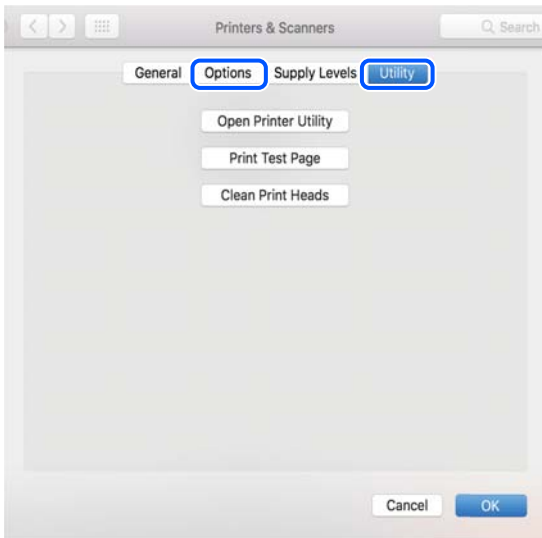 Printers & Scanners Search
General Options Supply Levels Utility
Open Printer Utility
Print Test Page
Clean Print Heads
Cancel OK